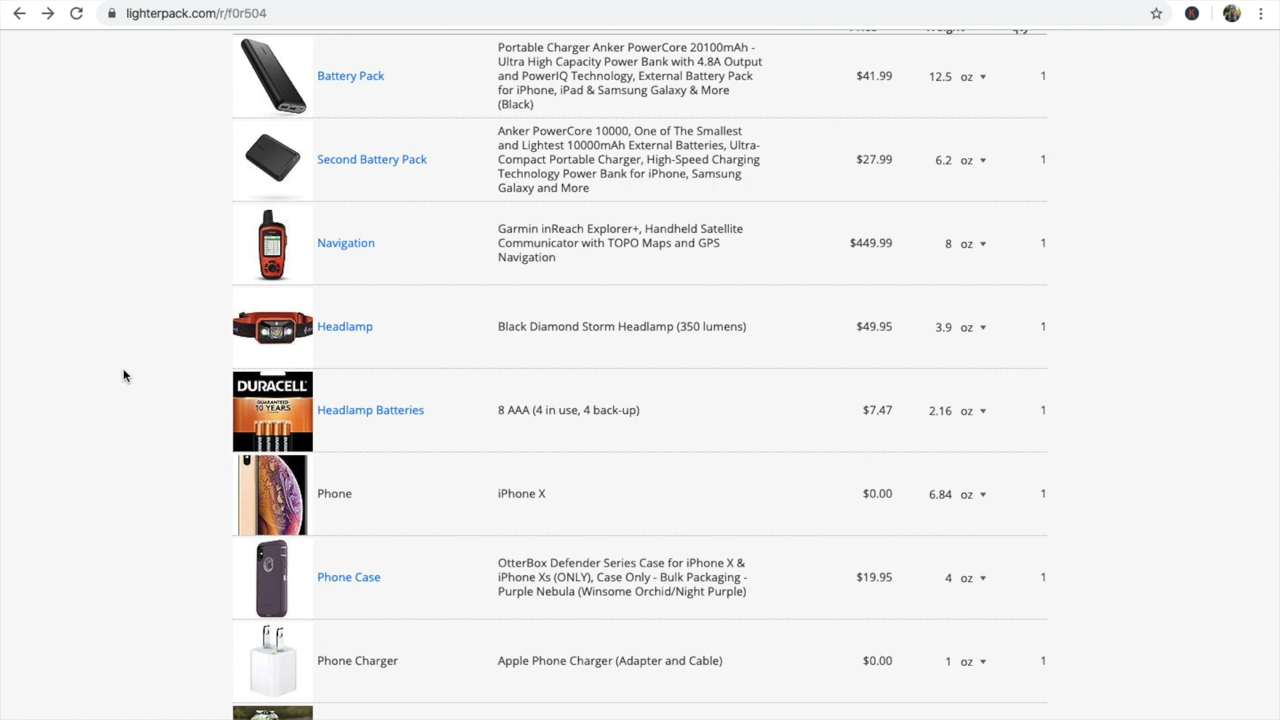 lighterpack.com/r/f0r504
K
Battery Pack
Portable Charger Anker PowerCore 20100mAh -
Ultra High Capacity Power Bank with 4.8A Output
and PowerIQ Technology, External Battery Pack
for iPhone, iPad & Samsung Galaxy & More
(Black)
$41.99 12.5 oz 1
Second Battery Pack
Anker PowerCore 10000, One of The Smallest
and Lightest 10000mAh External Batteries, Ultra-
Compact Portable Charger, High-Speed Charging
Technology Power Bank for iPhone, Samsung
Galaxy and More
$27.99 6.2 oz 1
Navigation
Garmin inReach Explorer+, Handheld Satellite
Communicator with TOPO Maps and GPS
Navigation
$449.99 8 oz 1
Headlamp
Black Diamond Storm Headlamp (350 lumens)
$49.95 3.9 oz 1
DURACELL
GUARANTEED
10 YEARS
Headlamp Batteries
8 AAA (4 in use, 4 back-up)
$7.47 2.16 oz 1
Phone
iPhone X
$0.00 6.84 oz 1
Phone Case
OtterBox Defender Series Case for iPhone X &
iPhone Xs (ONLY), Case Only - Bulk Packaging -
Purple Nebula (Winsome Orchid/Night Purple)
$19.95 4 oz 1
Phone Charger
Apple Phone Charger (Adapter and Cable)
$0.00 1 oz 1